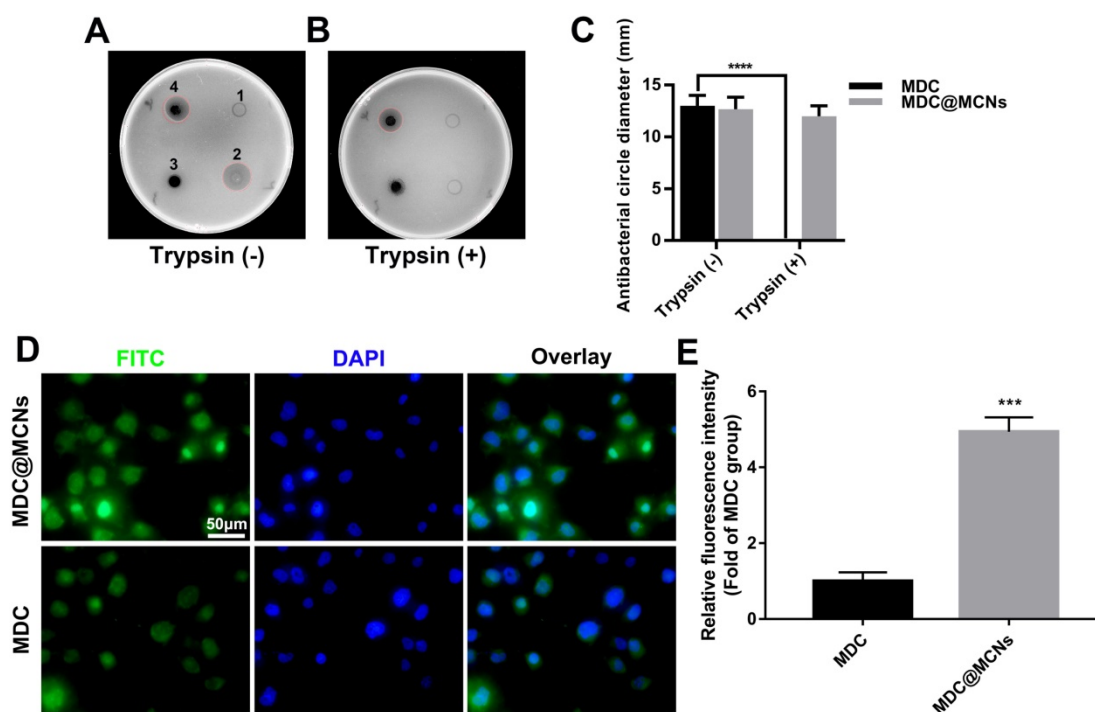 A
B
4
1
3
2
Trypsin (-)
Trypsin (+)
C
Antibacterial circle diameter (mm)
15
10
5
0
****
MDC
MDC@MCNs
Trypsin (-)
Trypsin (+)
D
FITC
DAPI
Overlay
MDC@MCNs
50μm
MDC
E
Relative fluorescence intensity
(Fold of MDC group)
6
4
2
0
***
MDC
MDC@MCNs